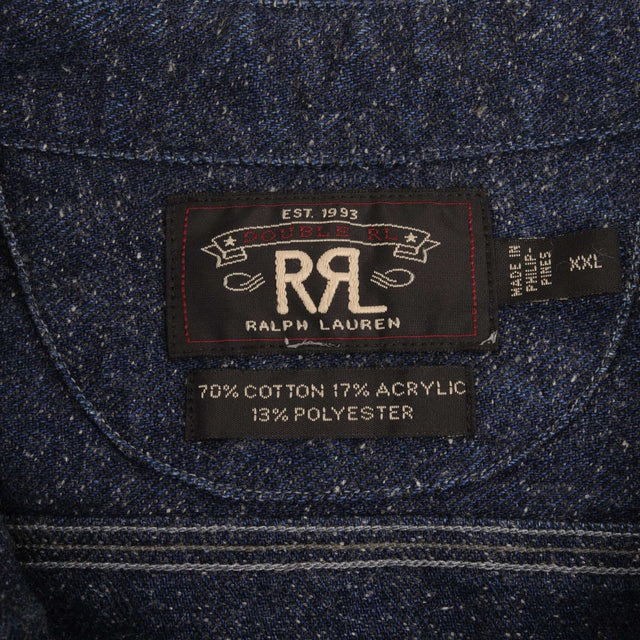 EST. 1993
DOUBLE RL
RRL
RALPH LAUREN
MADE IN
PHILIP-
PINES
XXL
70% COTTON 17% ACRYLIC
13% POLYESTER